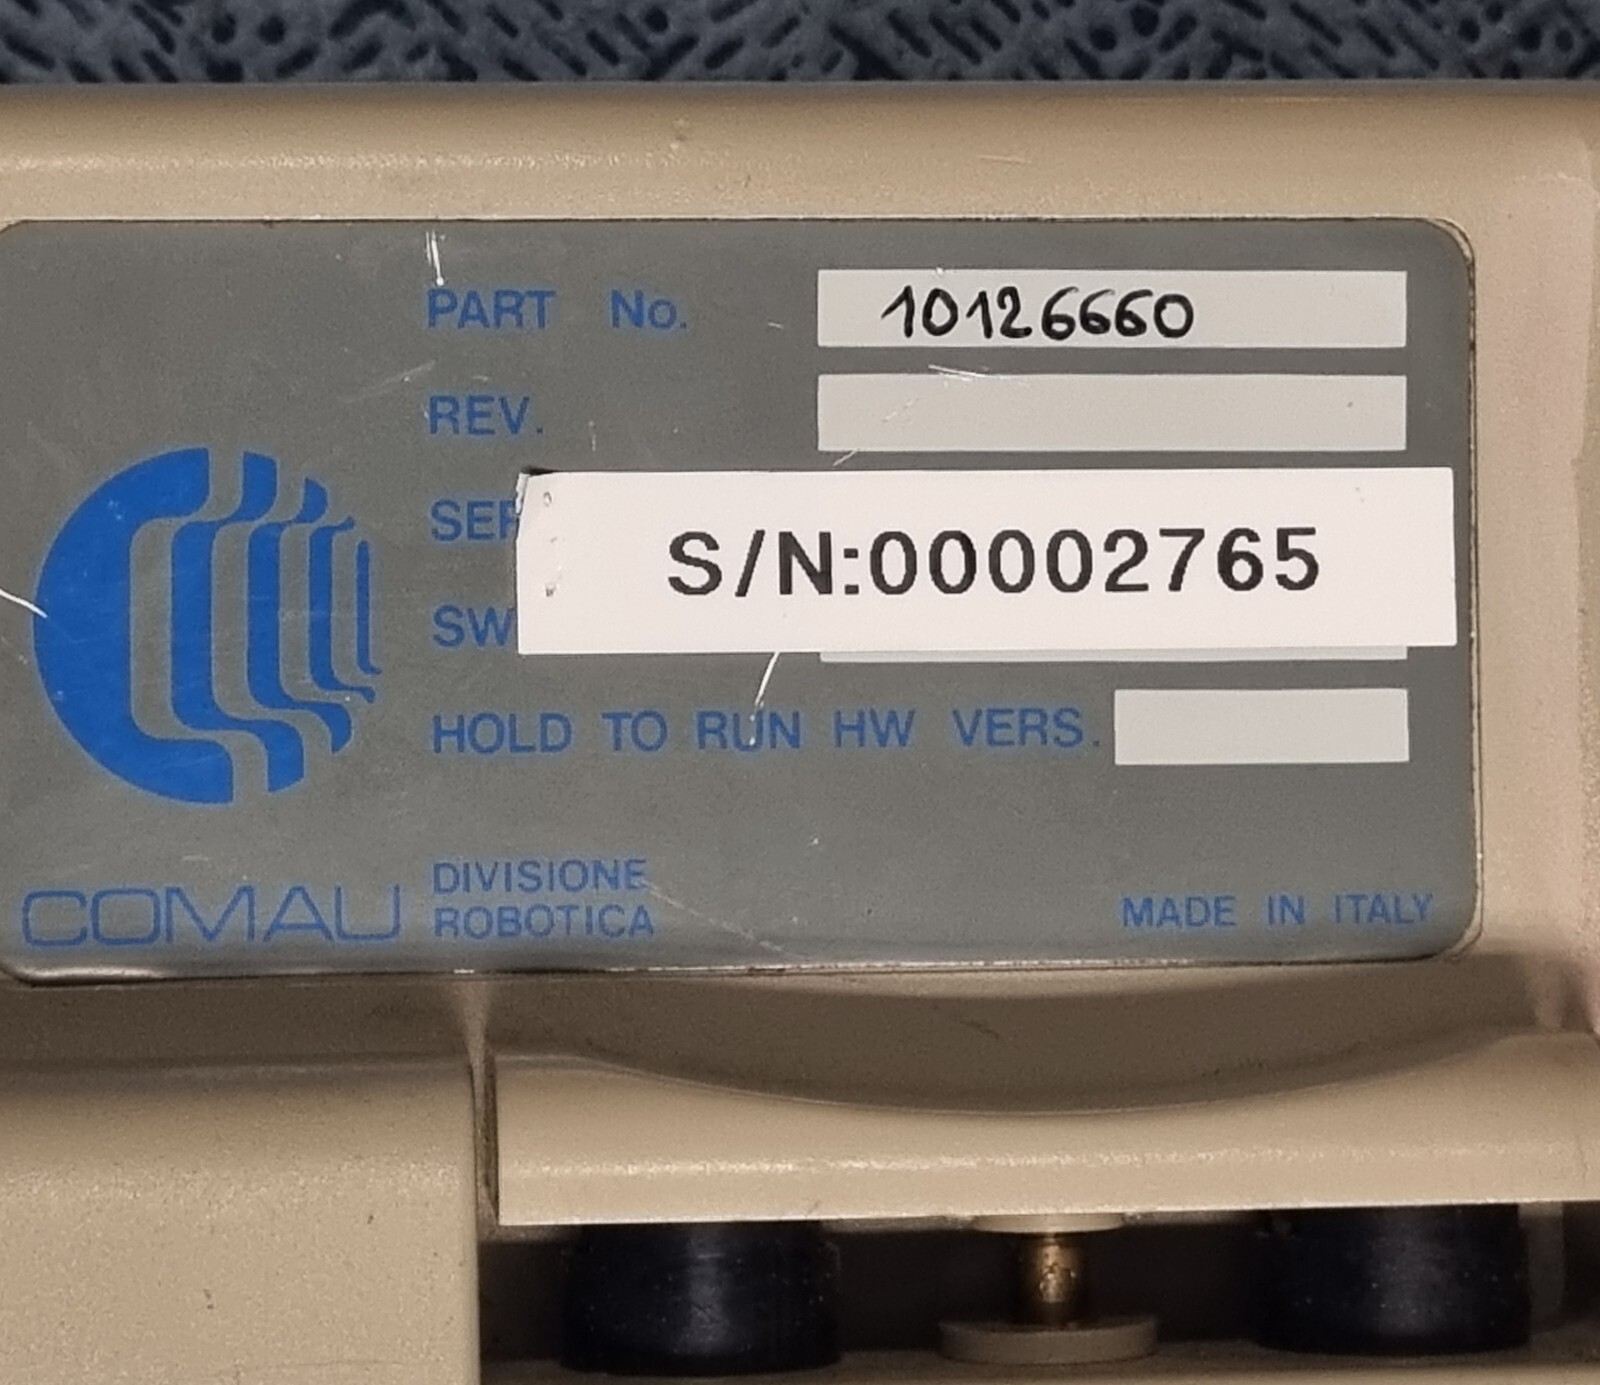 PART No. 10126660
REV.
SER
S/N:00002765
SW
HOLD TO RUN HW VERS.
COMAU
DIVISIONE
ROBOTICA
MADE IN ITALY